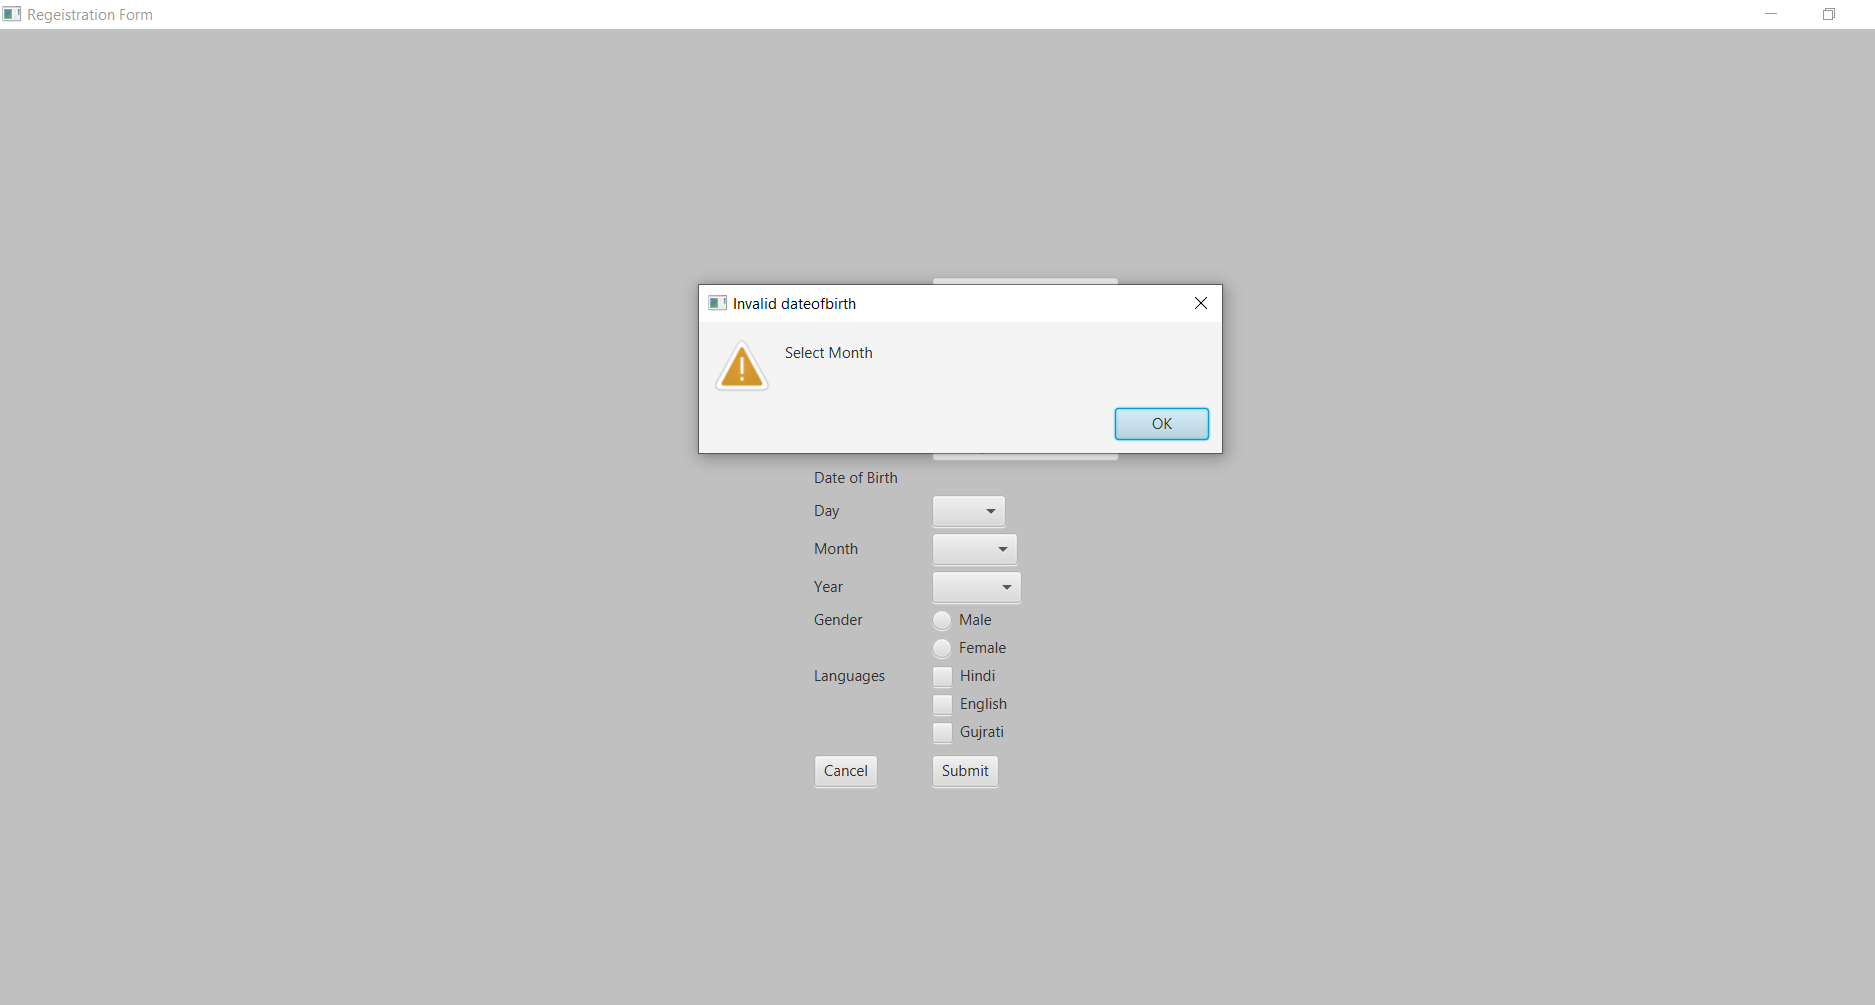 Regeistration Form
Invalid dateofbirth
Select Month
OK
Date of Birth
Day
Month
Year
Gender
Male
Female
Languages
Hindi
English
Gujrati
Cancel
Submit